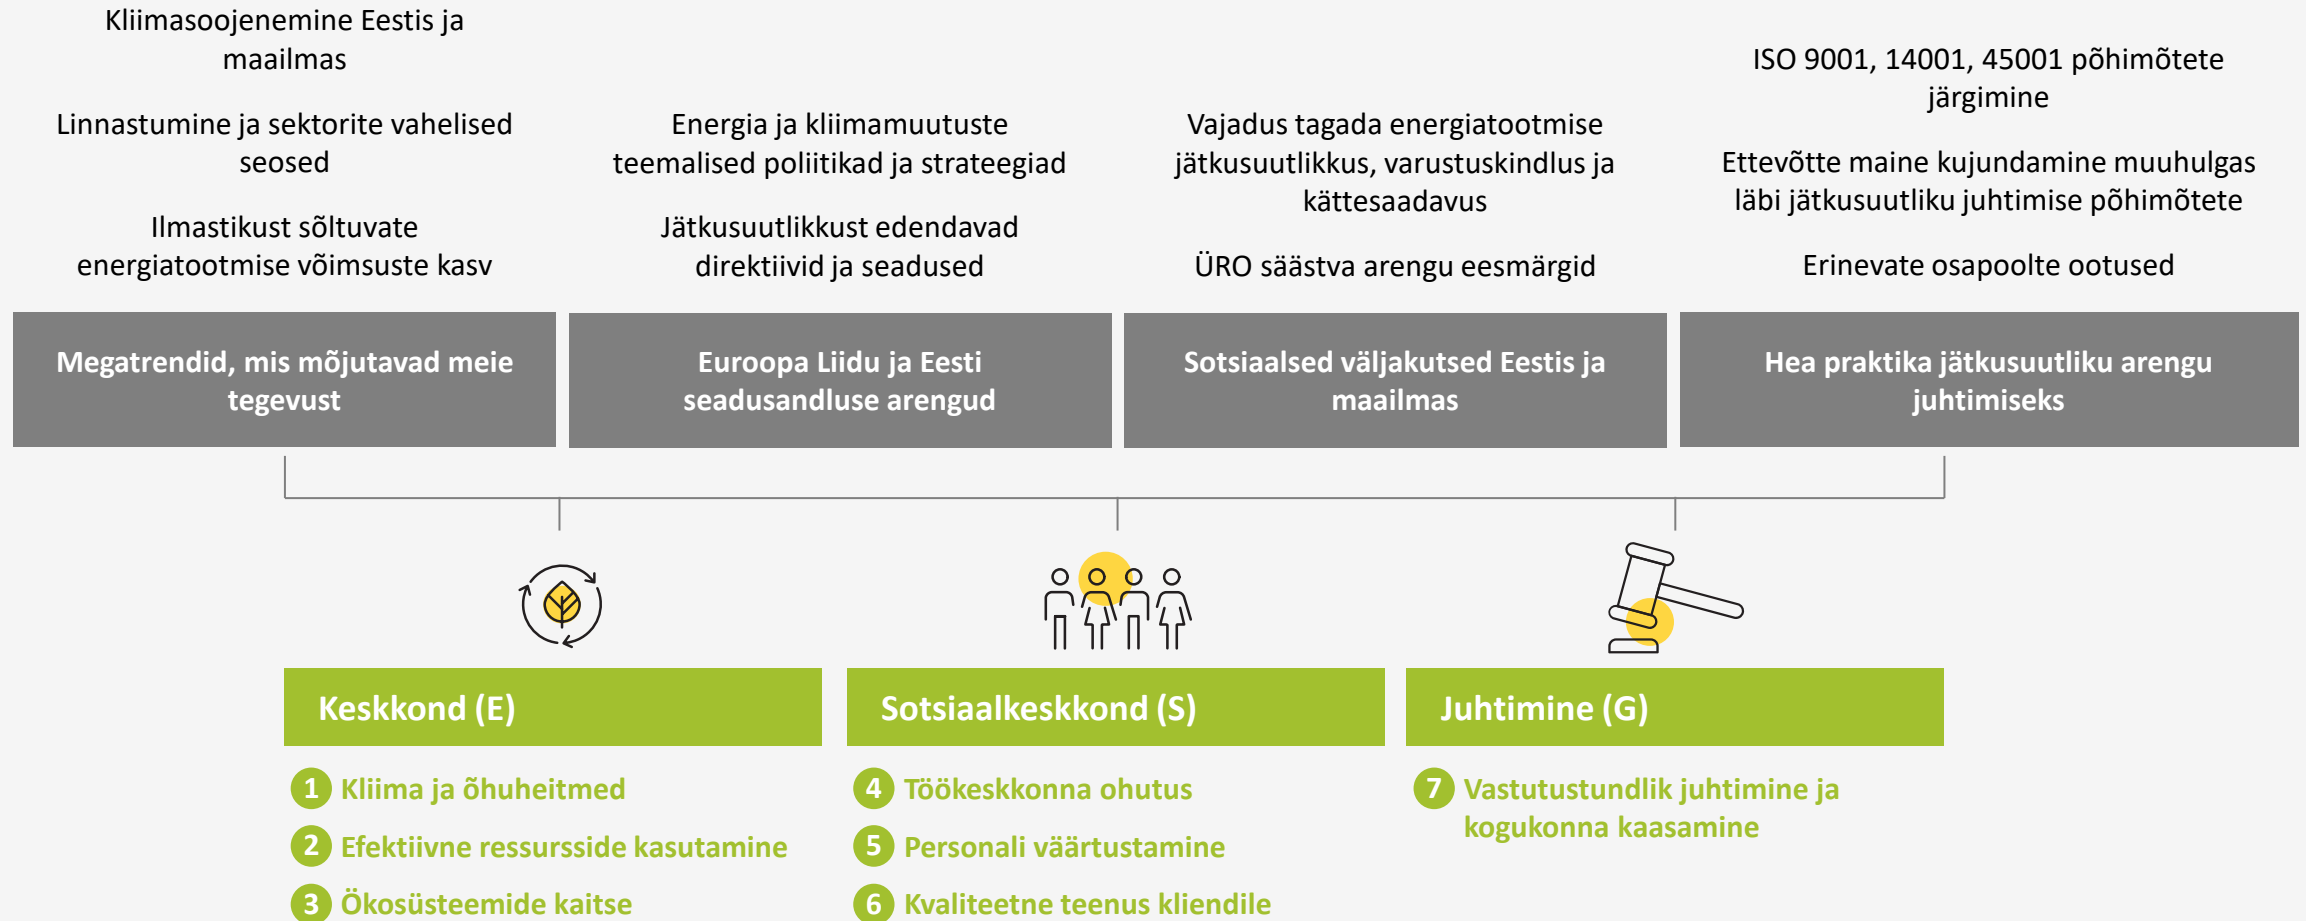 Kliimasoojenemine Eestis ja
maailmas
Linnastumine ja sektorite vahelised
seosed
Ilmastikust sõltuvate
energiatootmise võimsuste kasv
Energia ja kliimamuutuste
teemalised poliitikad ja strateegiad
Jätkusuutlikkust edendavad
direktiivid ja seadused
Vajadus tagada energiatootmise
jätkusuutlikkus, varustuskindlus ja
kättesaadavus
ÜRO säästva arengu eesmärgid
ISO 9001, 14001, 45001 põhimõtete
järgimine
Ettevõtte maine kujundamine muuhulgas
läbi jätkusuutliku juhtimise põhimõtete
Erinevate osapoolte ootused
Megatrendid, mis mõjutavad meie
tegevust
Euroopa Liidu ja Eesti
seadusandluse arengud
Sotsiaalsed väljakutsed Eestis ja
maailmas
Hea praktika jätkusuutliku arengu
juhtimiseks
Keskkond (E)
1 Kliima ja õhuheitmed
2 Efektiivne ressursside kasutamine
3 Ökosüsteemide kaitse
Sotsiaalkeskkond (S)
4 Töökeskkonna ohutus
5 Personali väärtustamine
6 Kvaliteetne teenus kliendile
Juhtimine (G)
7 Vastutustundlik juhtimine ja
kogukonna kaasamine